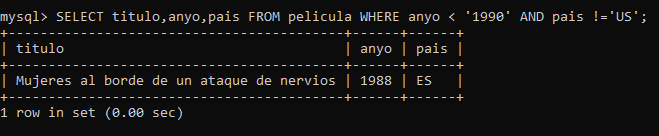 mysql> SELECT titulo,anyo,pais FROM pelicula WHERE anyo < '1990' AND pais !='US';
+----------------------------------------+------+------+
| titulo                                 | anyo | pais |
+----------------------------------------+------+------+
| Mujeres al borde de un ataque de nervios | 1988 | ES   |
+----------------------------------------+------+------+
1 row in set (0.00 sec)